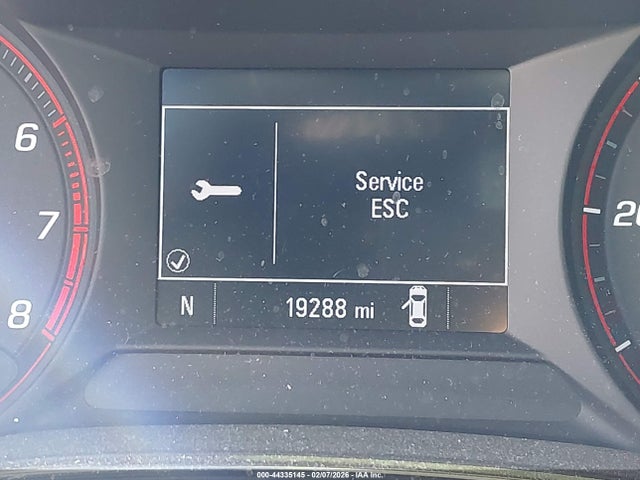 6
7
8
Service
ESC
N 19288 mi
20
000-44335145 - 02/07/2026 - IAA Inc.